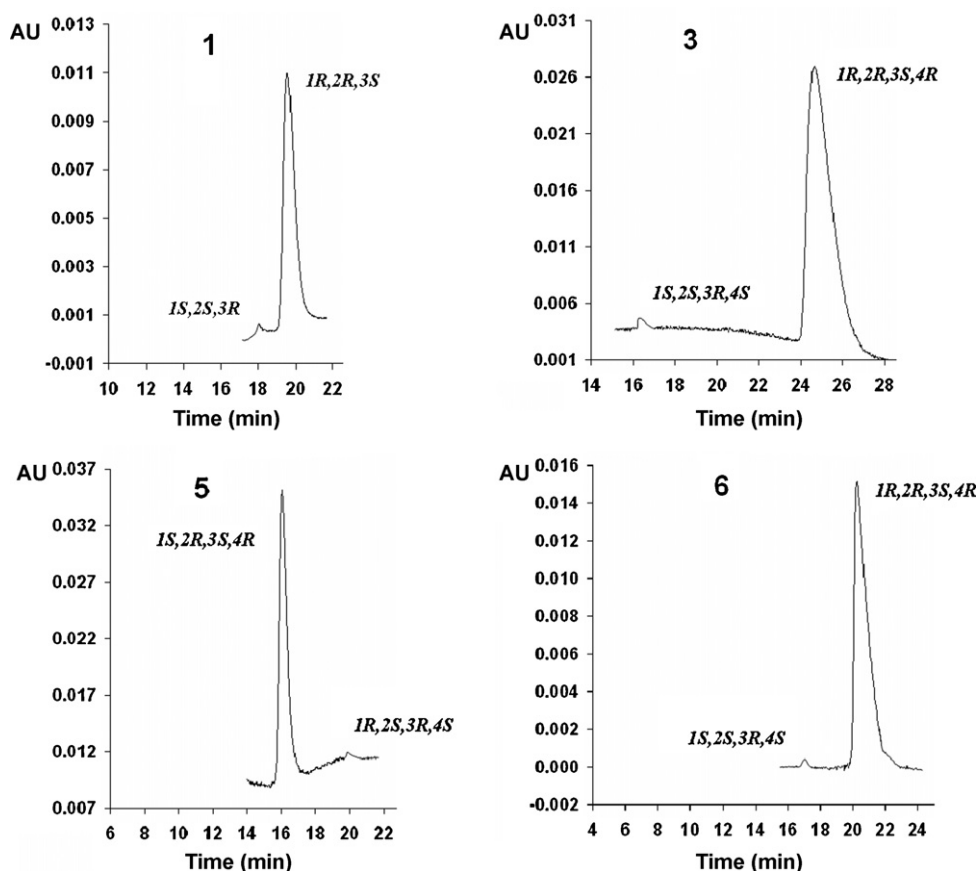 AU
1
0.013
1R,2R,3S
0.011
0.009
0.007
0.005
0.003
1S,2S,3R
0.001
-0.001
10 12 14 16 18 20 22
Time (min)
AU
3
0.031
1R,2R,3S,4R
0.026
0.021
0.016
0.011
1S,2S,3R,4S
0.006
0.001
14 16 18 20 22 24 26 28
Time (min)
AU
5
0.037
1S,2R,3S,4R
0.032
0.027
0.022
0.017
1R,2S,3R,4S
0.012
0.007
6 8 10 12 14 16 18 20 22
Time (min)
AU
6
0.016
1R,2R,3S,4R
0.014
0.012
0.010
0.008
0.006
0.004
0.002
1S,2S,3R,4S
0.000
-0.002
4 6 8 10 12 14 16 18 20 22 24
Time (min)